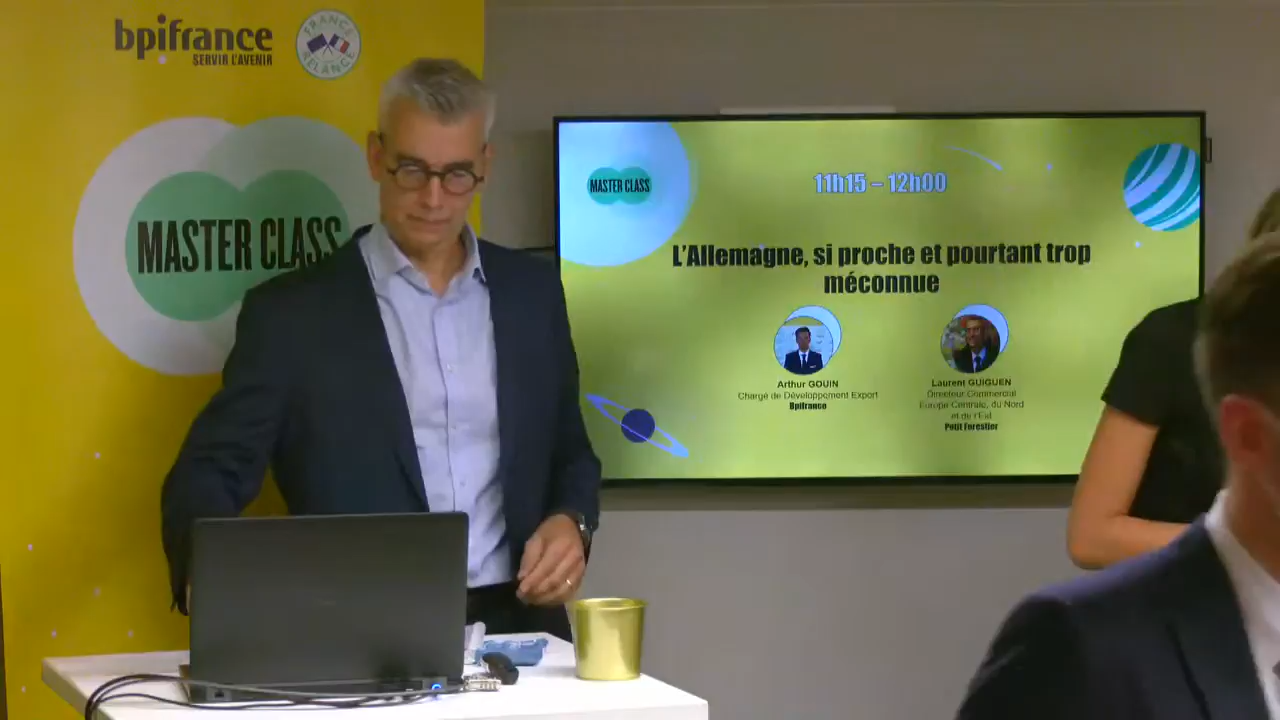 bpifrance
SERVIR L'AVENIR
FRANCE
RELANCE
MASTER CLASS
MASTER CLASS
11h15 – 12h00
L'Allemagne, si proche et pourtant trop
méconnue
Arthur GOUIN
Chargé de Développement Export
Bpifrance
Laurent GUIGUEN
Directeur Commercial
Europe Centrale, du Nord
et de l'Est
Petit Forestier